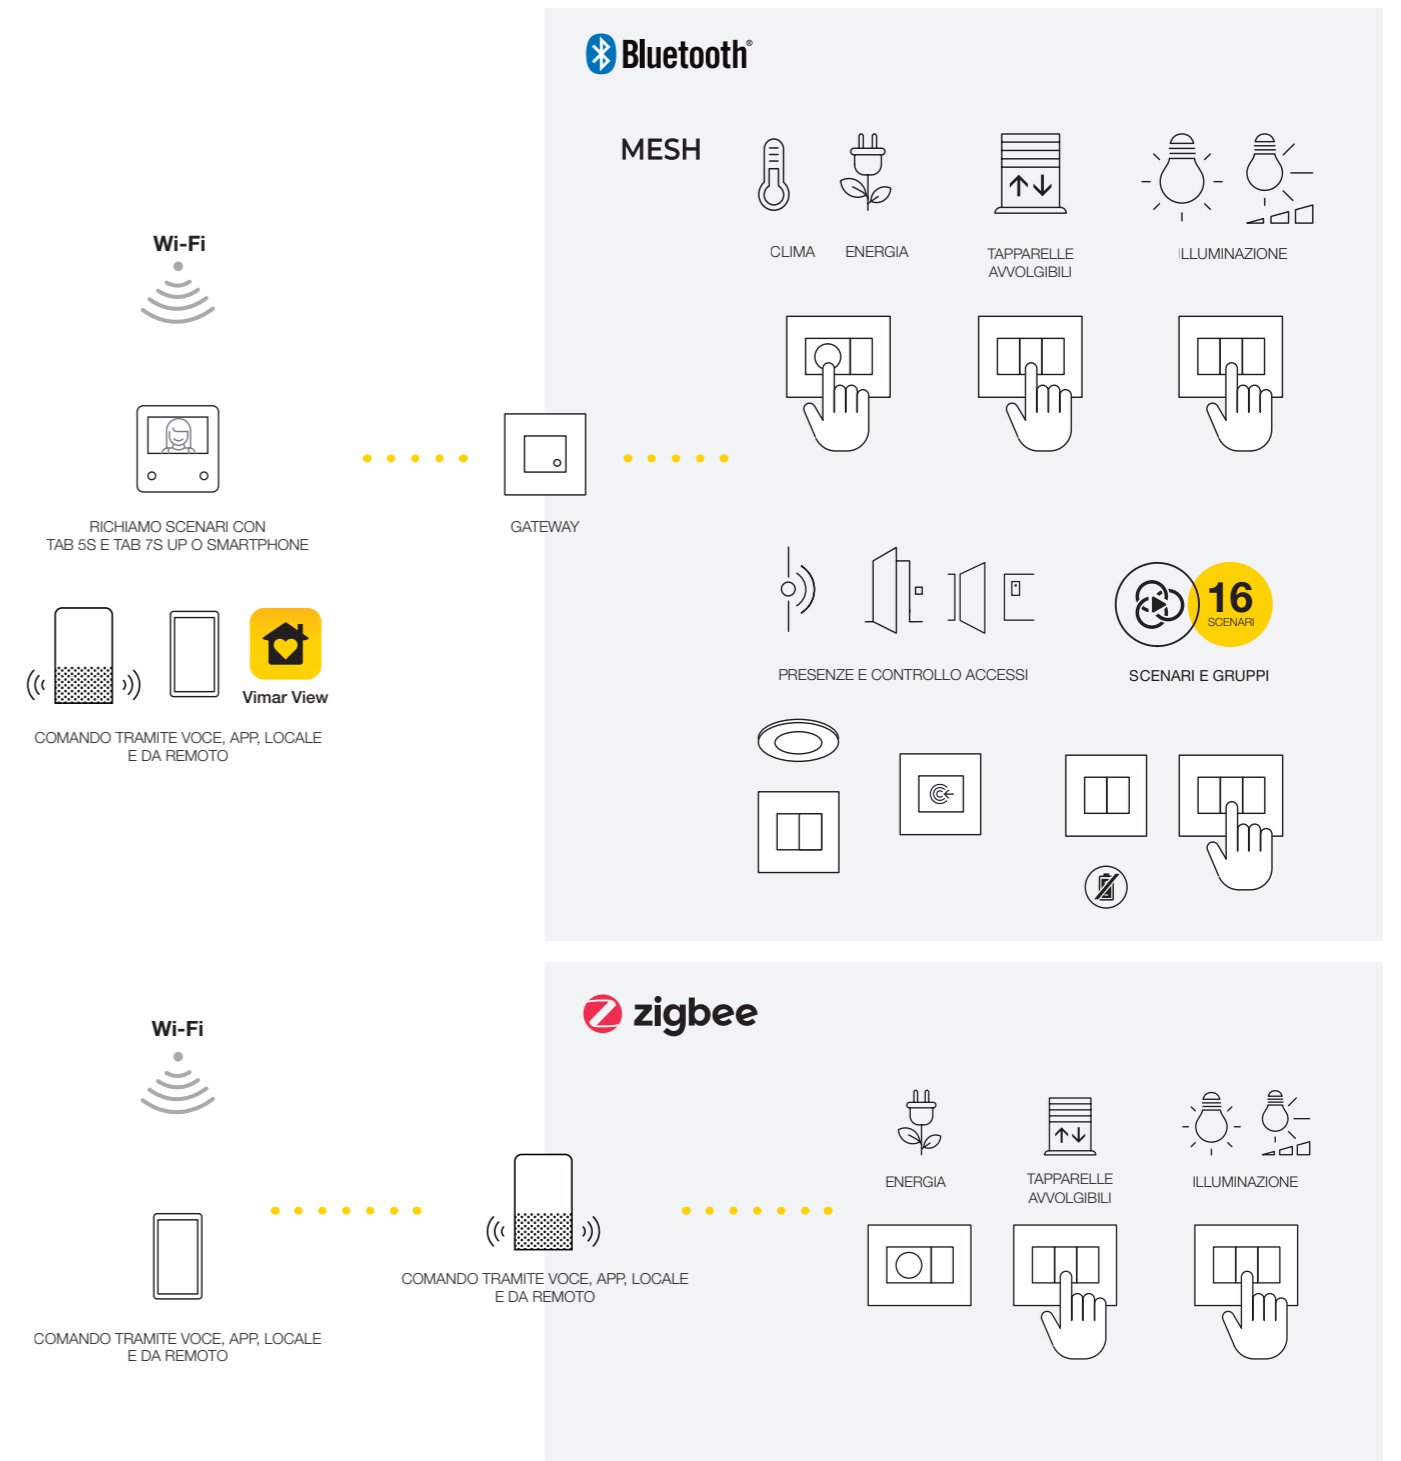 Bluetooth®
MESH
CLIMA
ENERGIA
TAPPARELLE
AVVOLGIBILI
ILLUMINAZIONE
Wi-Fi
RICHIAMO SCENARI CON
TAB 5S E TAB 7S UP O SMARTPHONE
GATEWAY
PRESENZE E CONTROLLO ACCESSI
16
SCENARI
SCENARI E GRUPPI
Vimar View
COMANDO TRAMITE VOCE, APP, LOCALE
E DA REMOTO
zigbee
Wi-Fi
ENERGIA
TAPPARELLE
AVVOLGIBILI
ILLUMINAZIONE
COMANDO TRAMITE VOCE, APP, LOCALE
E DA REMOTO
COMANDO TRAMITE VOCE, APP, LOCALE
E DA REMOTO